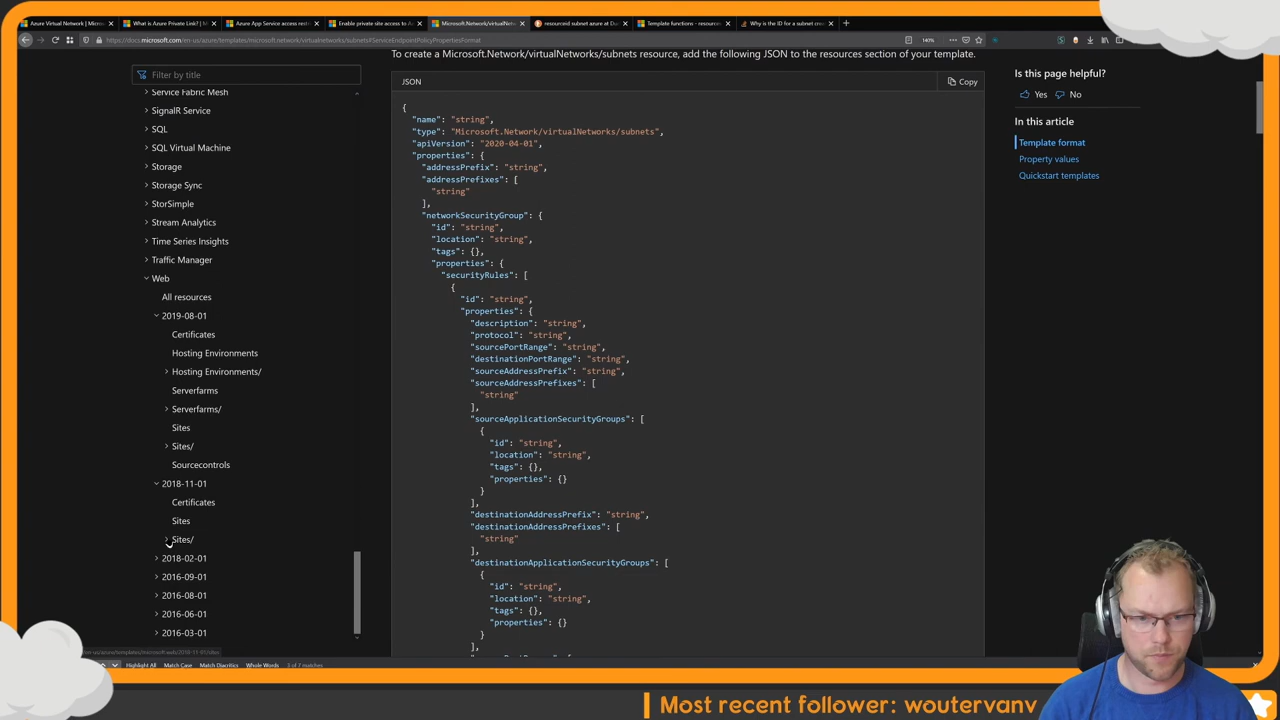 Azure Virtual Network | Micros
What is Azure Private Link? | M
Azure App Service access restr
Enable private site access to A
Microsoft.Network/virtualNetw
resourceid subnet azure at Du
Template functions - resources
Why is the ID for a subnet cre
https://docs.microsoft.com/en-us/azure/templates/microsoft.network/virtualnetworks/subnets#ServiceEndpointPolicyPropertiesFormat
140%
To create a Microsoft.Network/virtualNetworks/subnets resource, add the following JSON to the resources section of your template.
Filter by title
Service Fabric Mesh
SignalR Service
SQL
SQL Virtual Machine
Storage
Storage Sync
StorSimple
Stream Analytics
Time Series Insights
Traffic Manager
Web
All resources
2019-08-01
Certificates
Hosting Environments
Hosting Environments/
Serverfarms
Serverfarms/
Sites
Sites/
Sourcecontrols
2018-11-01
Certificates
Sites
Sites/
2018-02-01
2016-09-01
2016-08-01
2016-06-01
2016-03-01
JSON
Copy
{
"name": "string",
"type": "Microsoft.Network/virtualNetworks/subnets",
"apiVersion": "2020-04-01",
"properties": {
"addressPrefix": "string",
"addressPrefixes": [
"string"
],
"networkSecurityGroup": {
"id": "string",
"location": "string",
"tags": {},
"properties": {
"securityRules": [
{
"id": "string",
"properties": {
"description": "string",
"protocol": "string",
"sourcePortRange": "string",
"destinationPortRange": "string",
"sourceAddressPrefix": "string",
"sourceAddressPrefixes": [
"string"
],
"sourceApplicationSecurityGroups": [
{
"id": "string",
"location": "string",
"tags": {},
"properties": {}
}
],
"destinationAddressPrefix": "string",
"destinationAddressPrefixes": [
"string"
],
"destinationApplicationSecurityGroups": [
{
"id": "string",
"location": "string",
"tags": {},
"properties": {}
}
],
Is this page helpful?
Yes
No
In this article
Template format
Property values
Quickstart templates
Highlight All
Match Case
Match Diacritics
Whole Words
3 of 7 matches
Most recent follower: woutervanv